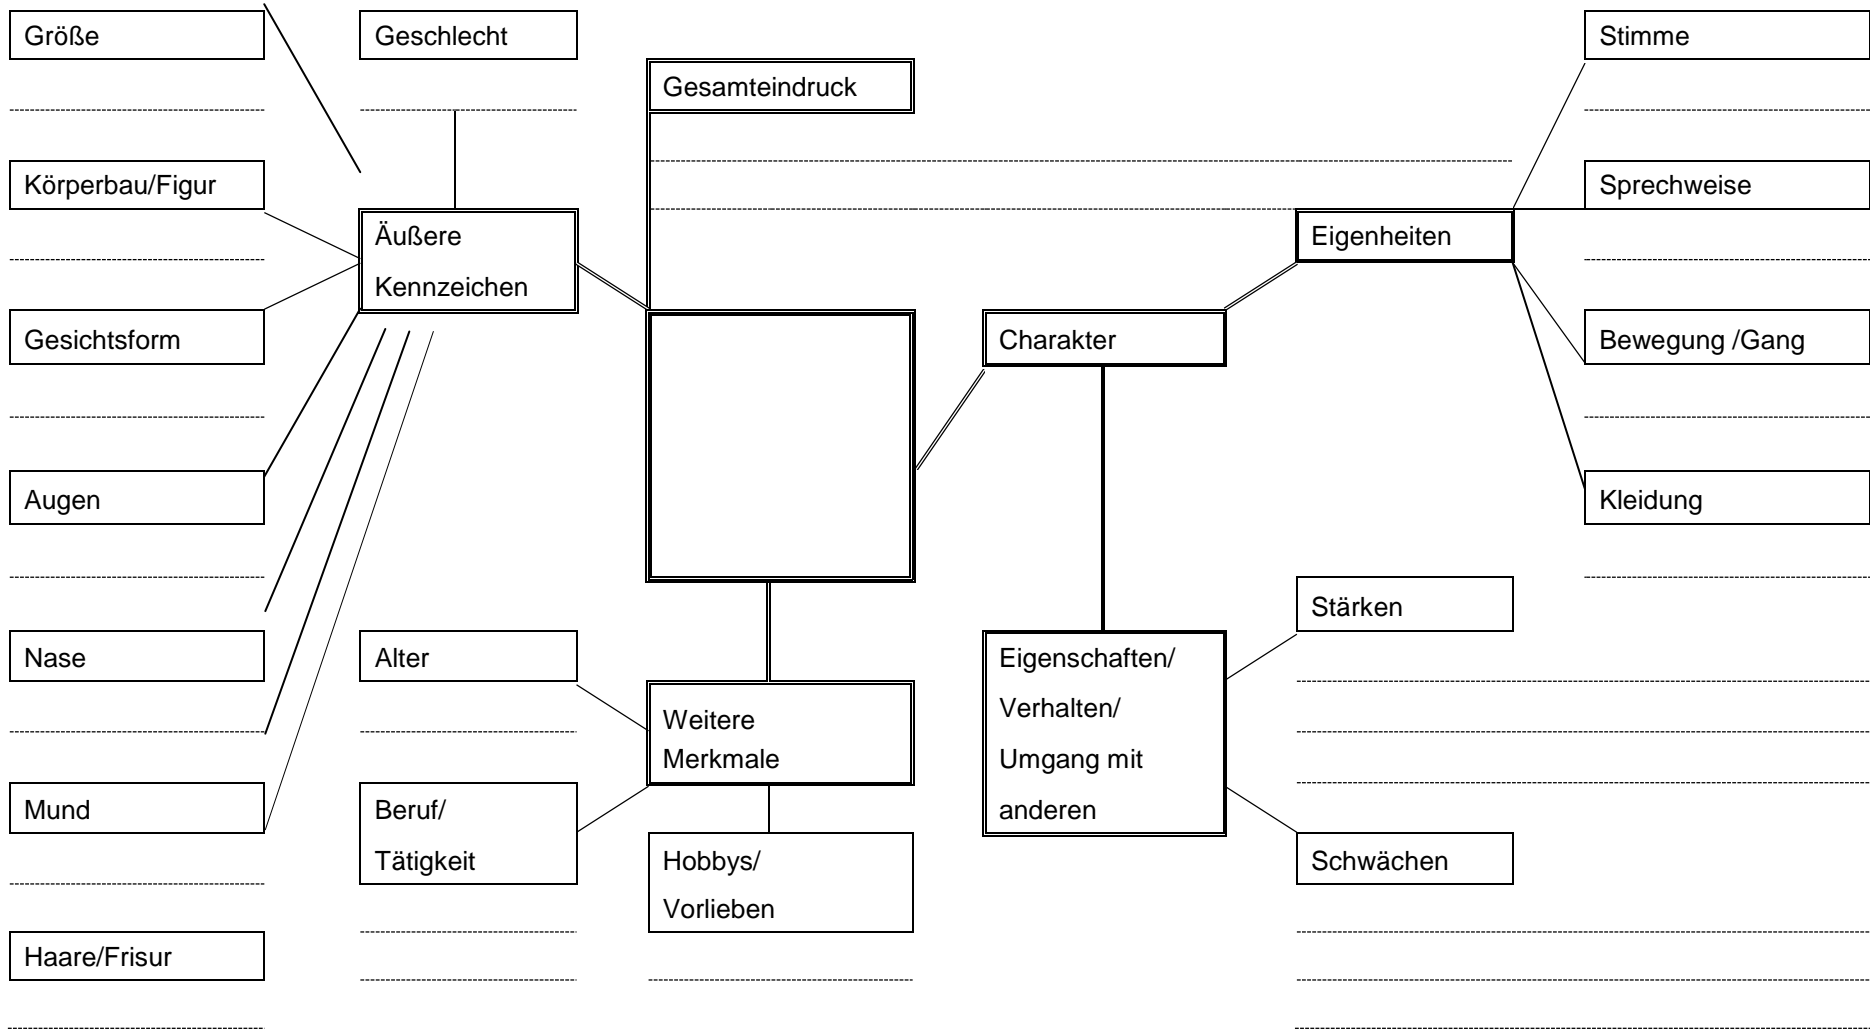 Größe
Geschlecht
Stimme
Gesamteindruck
Körperbau/Figur
Sprechweise
Äußere
Kennzeichen
Eigenheiten
Gesichtsform
Charakter
Bewegung /Gang
Augen
Kleidung
Stärken
Nase
Alter
Eigenschaften/
Verhalten/
Umgang mit
anderen
Weitere
Merkmale
Mund
Beruf/
Tätigkeit
Hobbys/
Vorlieben
Schwächen
Haare/Frisur